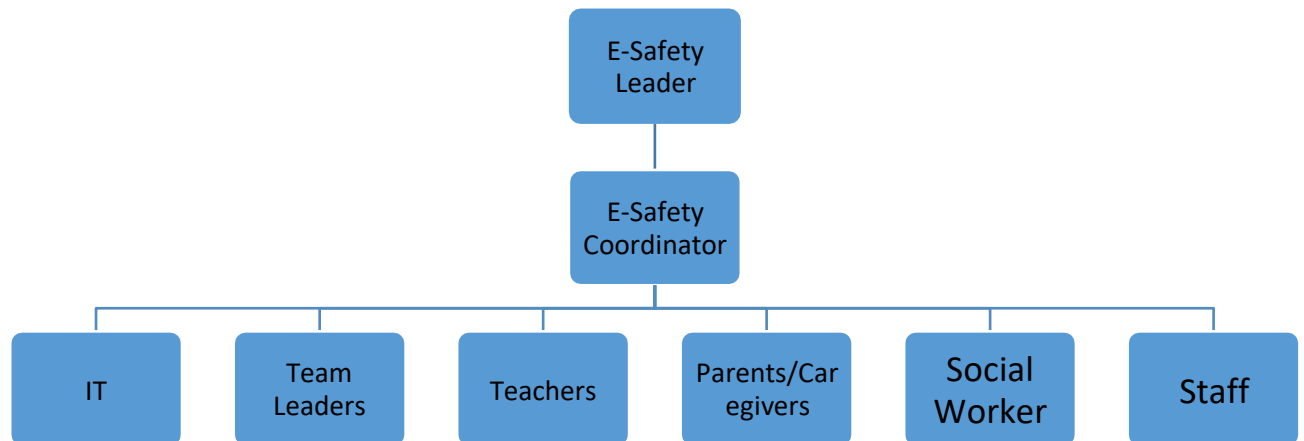 E-Safety
Leader
E-Safety
Coordinator
IT
Team
Leaders
Teachers
Parents/Car
egivers
Social
Worker
Staff